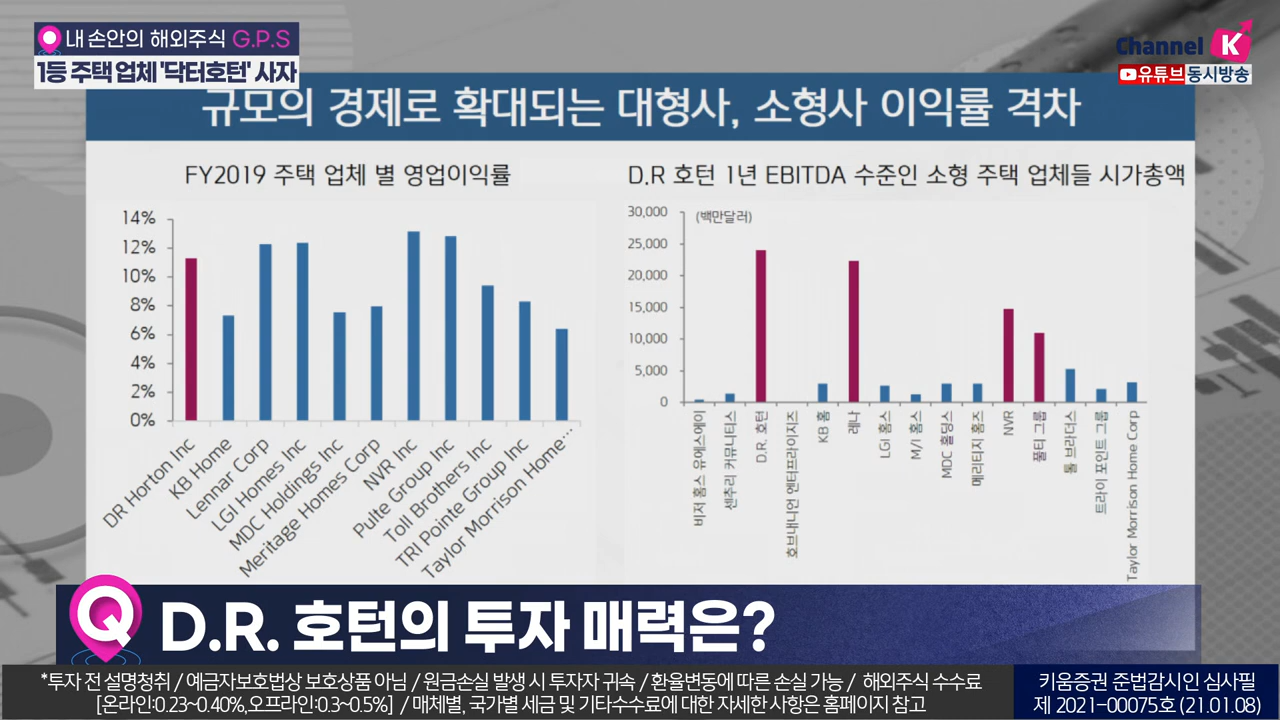 내 손안의 해외주식 G.P.S
1등 주택 업체 '닥터호턴' 사자
Channel K
유튜브동시방송
규모의 경제로 확대되는 대형사, 소형사 이익률 격차
FY2019 주택 업체 별 영업이익률
14%
12%
10%
8%
6%
4%
2%
0%
DR Horton Inc
KB Home
Lennar Corp
LGI Homes Inc
MDC Holdings Inc
Meritage Homes Corp
NVR Inc
Pulte Group Inc
Toll Brothers Inc
TRI Pointe Group Inc
Taylor Morrison Home…
D.R 호턴 1년 EBITDA 수준인 소형 주택 업체들 시가총액
(백만달러)
30,000
25,000
20,000
15,000
10,000
5,000
0
비저 홈스 유에스에이
센추리 커뮤니티스
D.R. 호턴
호브내니언 엔터프라이지즈
KB 홈
레나
LGI 홈스
M/I 홈스
MDC 홀딩스
메리티지 홈즈
NVR
풀티 그룹
톨 브라더스
트라이 포인트 그룹
Taylor Morrison Home Corp
Q D.R. 호턴의 투자 매력은?
*투자 전 설명청취 / 예금자보호법상 보호상품 아님 / 원금손실 발생 시 투자자 귀속 / 환율변동에 따른 손실 가능 / 해외주식 수수료
[온라인:0.23~0.40%,오프라인:0.3~0.5%] / 매체별, 국가별 세금 및 기타수수료에 대한 자세한 사항은 홈페이지 참고
키움증권 준법감시인 심사필
제 2021-00075호 (21.01.08)